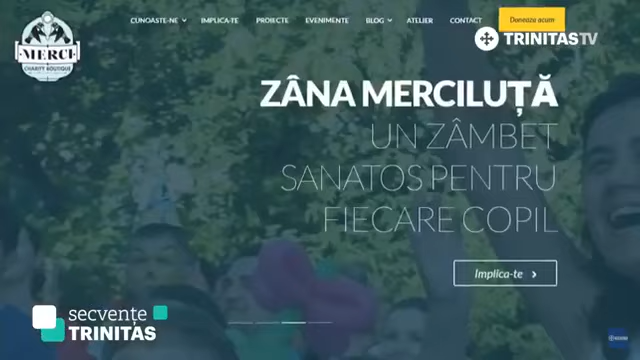 CUNOASTE-NE
IMPLICA-TE
PROIECTE
EVENIMENTE
BLOG
ATELIER
CONTACT
Doneaza acum
MERCI
CHARITY BOUTIQUE
TRINITAS TV
ZÂNA MERCILUȚĂ
UN ZÂMBET
SANATOS PENTRU
FIECARE COPIL
Implica-te
secvențe
TRINITAS